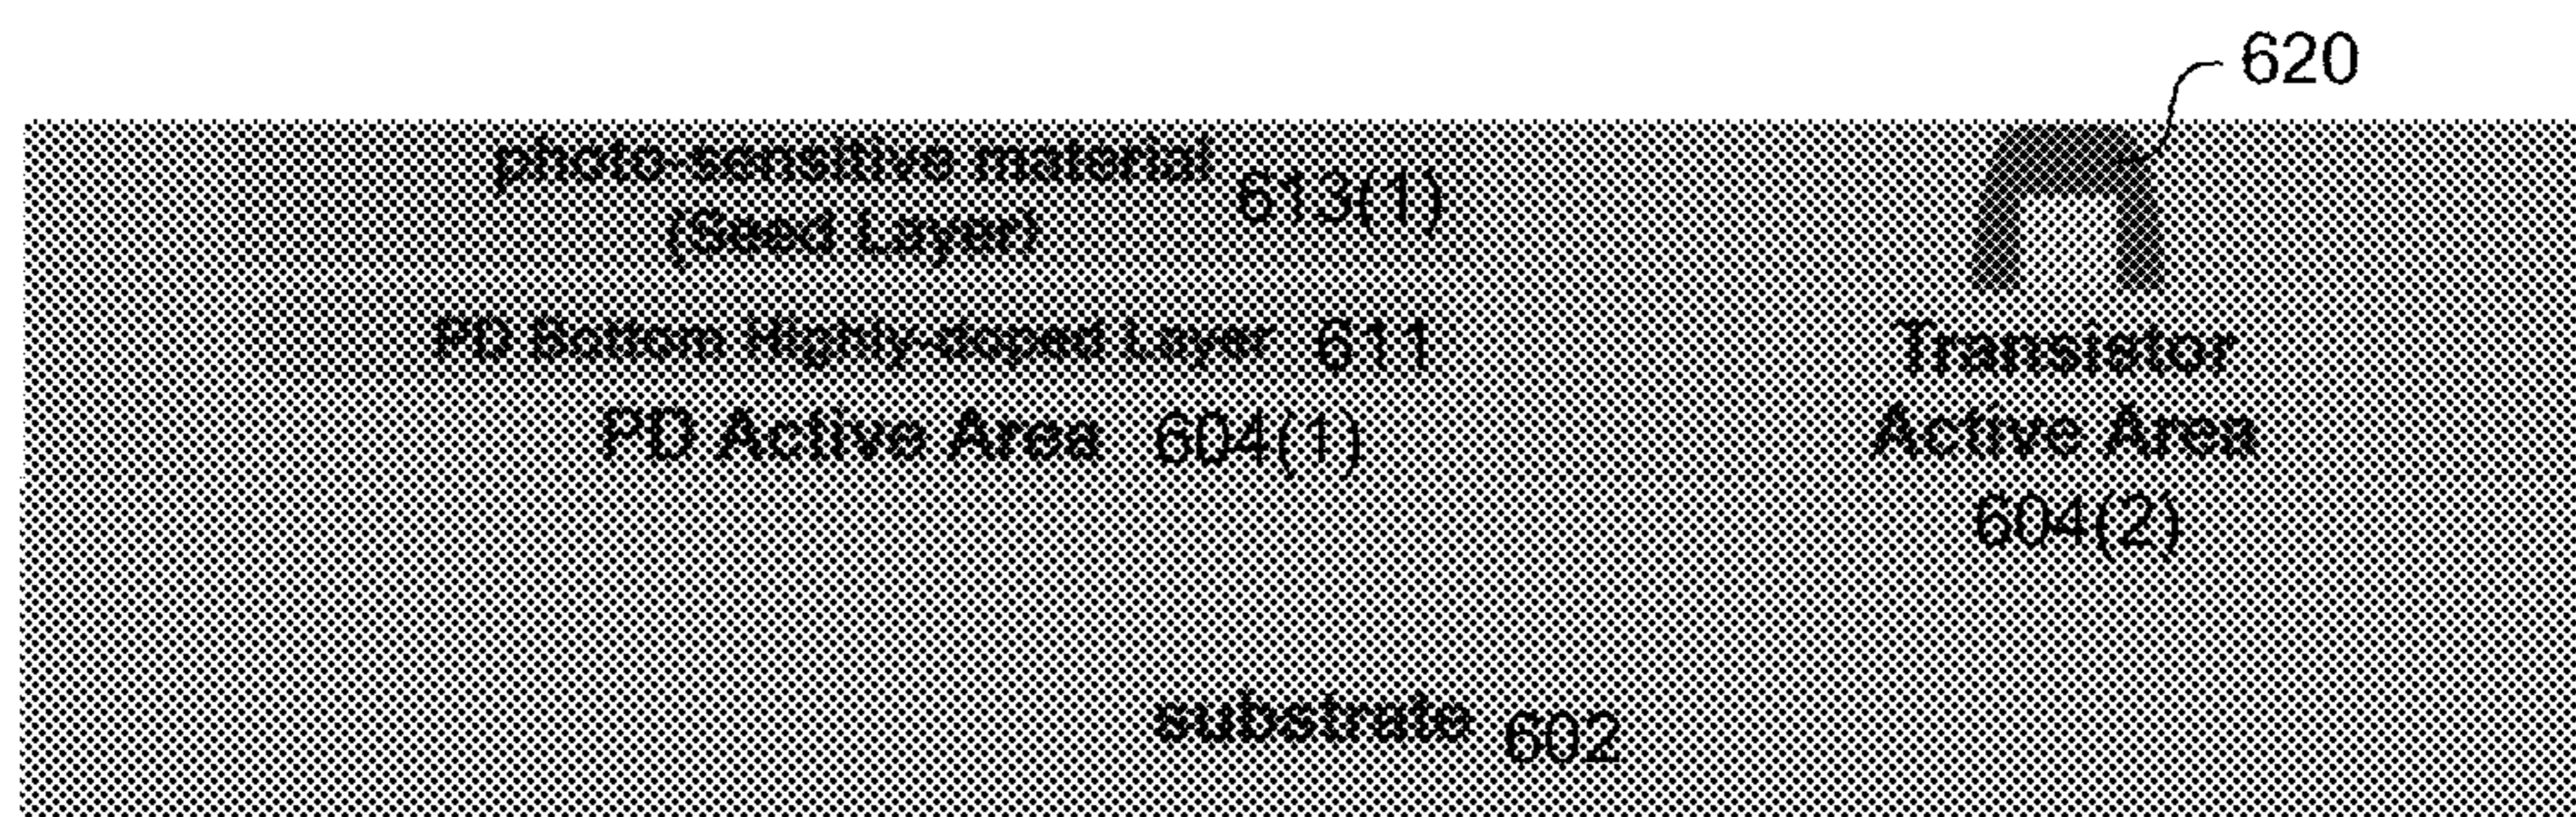 620
photo-sensitive material
(Seed Layer) 613(1)
PD Bottom Highly-doped Layer 611
PD Active Area 604(1)
Transistor
Active Area
604(2)
substrate 602